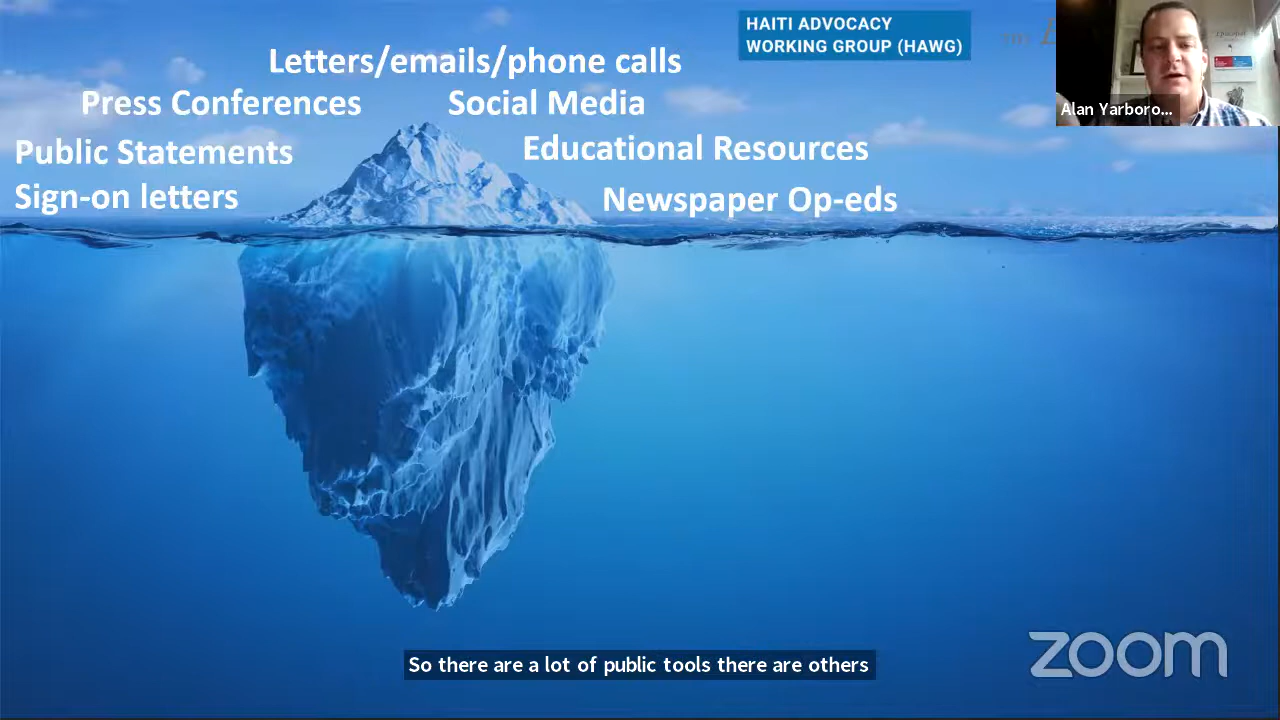 HAITI ADVOCACY
WORKING GROUP (HAWG)
Letters/emails/phone calls
Press Conferences
Social Media
Public Statements
Educational Resources
Sign-on letters
Newspaper Op-eds
Alan Yarboro...
So there are a lot of public tools there are others
zoom